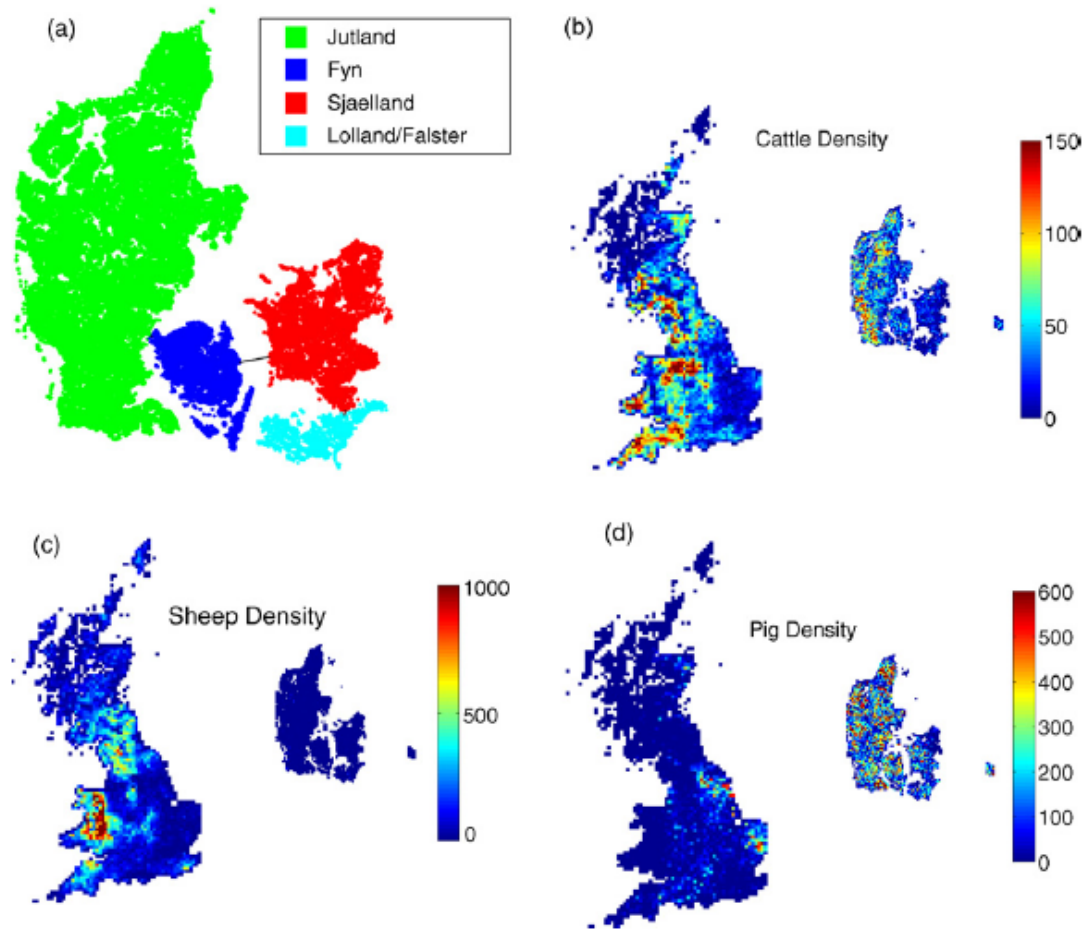 (a)
Jutland
Fyn
Sjaelland
Lolland/Falster
(b)
Cattle Density
150
100
50
0
(c)
Sheep Density
1000
500
0
(d)
Pig Density
600
500
400
300
200
100
0